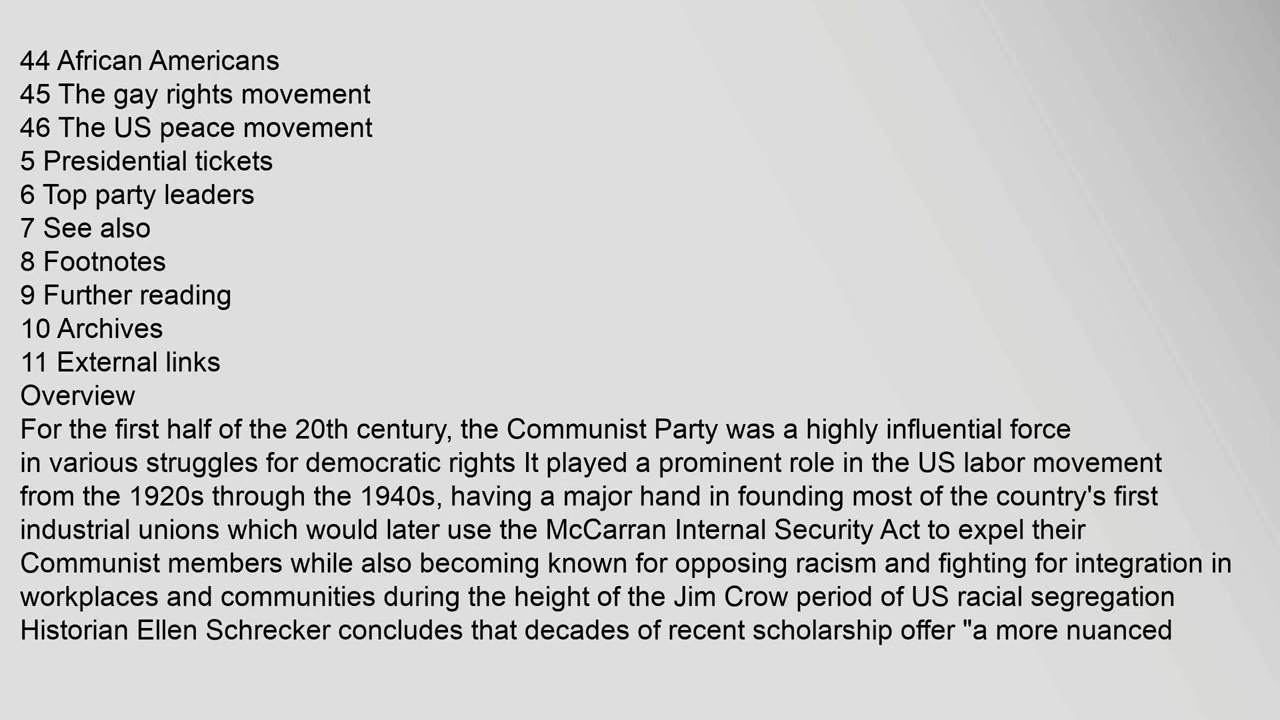 44 African Americans
45 The gay rights movement
46 The US peace movement
5 Presidential tickets
6 Top party leaders
7 See also
8 Footnotes
9 Further reading
10 Archives
11 External links
Overview
For the first half of the 20th century, the Communist Party was a highly influential force
in various struggles for democratic rights It played a prominent role in the US labor movement
from the 1920s through the 1940s, having a major hand in founding most of the country's first
industrial unions which would later use the McCarran Internal Security Act to expel their
Communist members while also becoming known for opposing racism and fighting for integration in
workplaces and communities during the height of the Jim Crow period of US racial segregation
Historian Ellen Schrecker concludes that decades of recent scholarship offer "a more nuanced